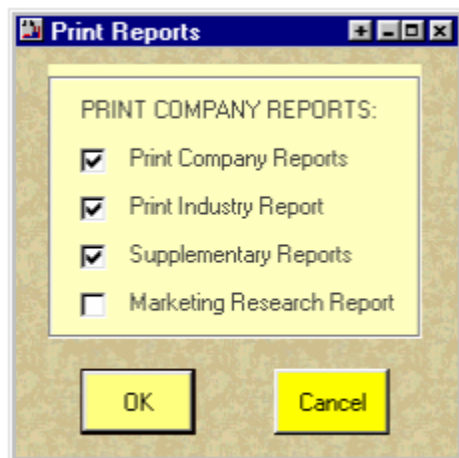 Print Reports
PRINT COMPANY REPORTS:
Print Company Reports
Print Industry Report
Supplementary Reports
Marketing Research Report
OK
Cancel